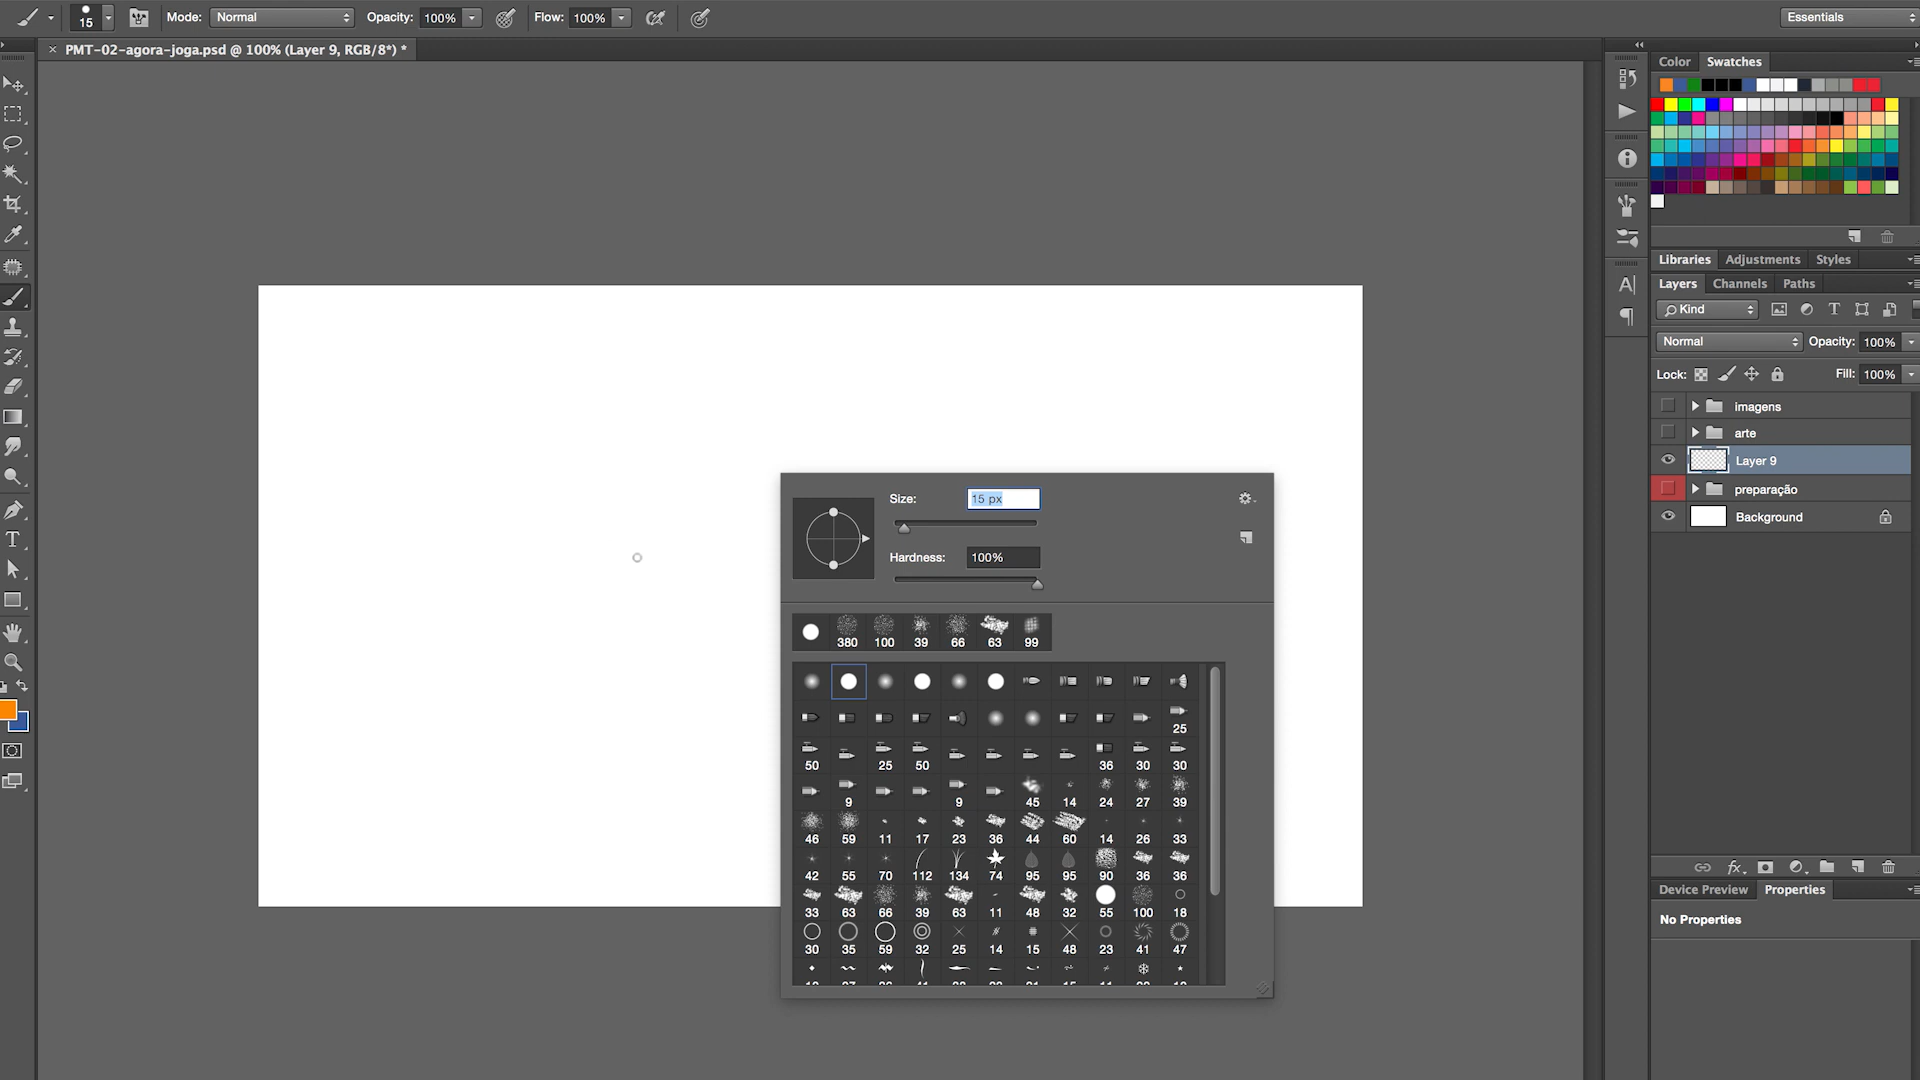 15 Mode: Normal Opacity: 100% Flow: 100% Essentials
× PMT-02-agora-joga.psd @ 100% (Layer 9, RGB/8*) *
Color Swatches
Libraries Adjustments Styles
Layers Channels Paths
Kind
Normal Opacity: 100%
Lock: Fill: 100%
imagens
arte
Layer 9
preparação
Background
Device Preview Properties
No Properties
Size: 15 px
Hardness: 100%
380 100 39 66 63 99
25
50 25 50 36 30 30
9 9 45 14 24 27 39
46 59 11 17 23 36 44 60 14 26 33
42 55 70 112 134 74 95 95 90 36 36
33 63 66 39 63 11 48 32 55 100 18
30 35 59 32 25 14 15 48 23 41 47